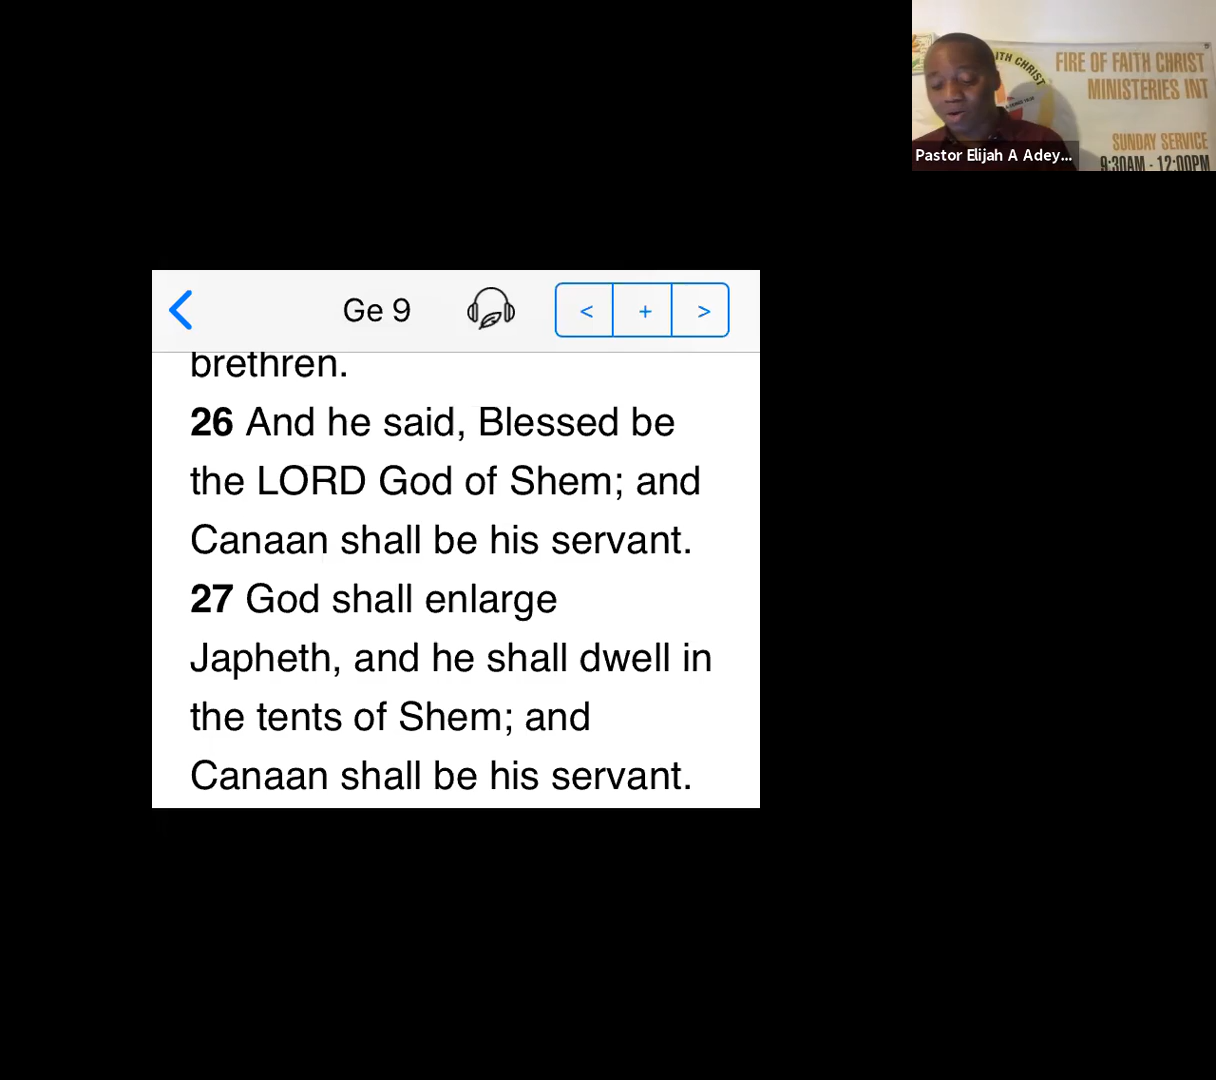 ITH CHRIST
FIRE OF FAITH CHRIST
MINISTERIES INT
SUNDAY SERVICE
9:30AM - 12:00PM
Pastor Elijah A Adey...
Ge 9
< + >
brethren.
26 And he said, Blessed be
the LORD God of Shem; and
Canaan shall be his servant.
27 God shall enlarge
Japheth, and he shall dwell in
the tents of Shem; and
Canaan shall be his servant.